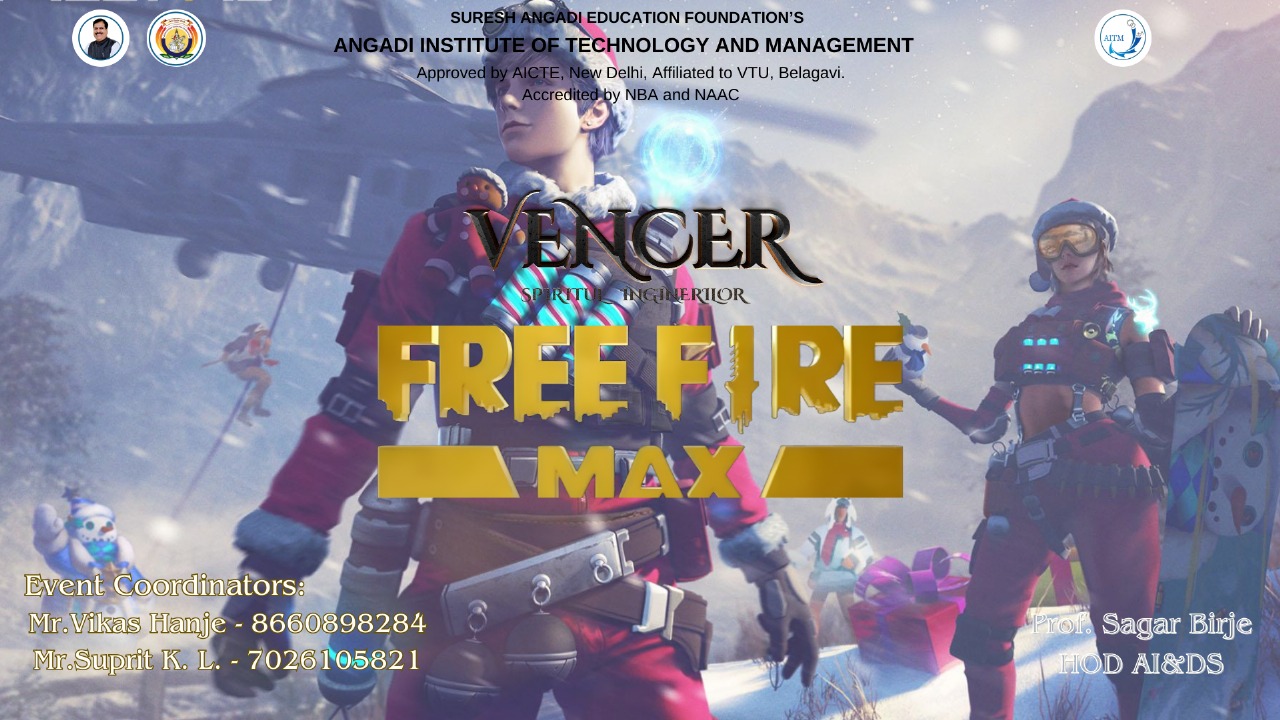 SURESH ANGADI EDUCATION FOUNDATION'S
ANGADI INSTITUTE OF TECHNOLOGY AND MANAGEMENT
Approved by AICTE, New Delhi, Affiliated to VTU, Belagavi.
Accredited by NBA and NAAC
AITM
VENCER
SPIRITUL INGINERILOR
FREE FIRE
MAX
Event Coordinators:
Mr.Vikas Hanje - 8660898284
Mr.Suprit K. L. - 7026105821
Prof. Sagar Birje
HOD AI&DS